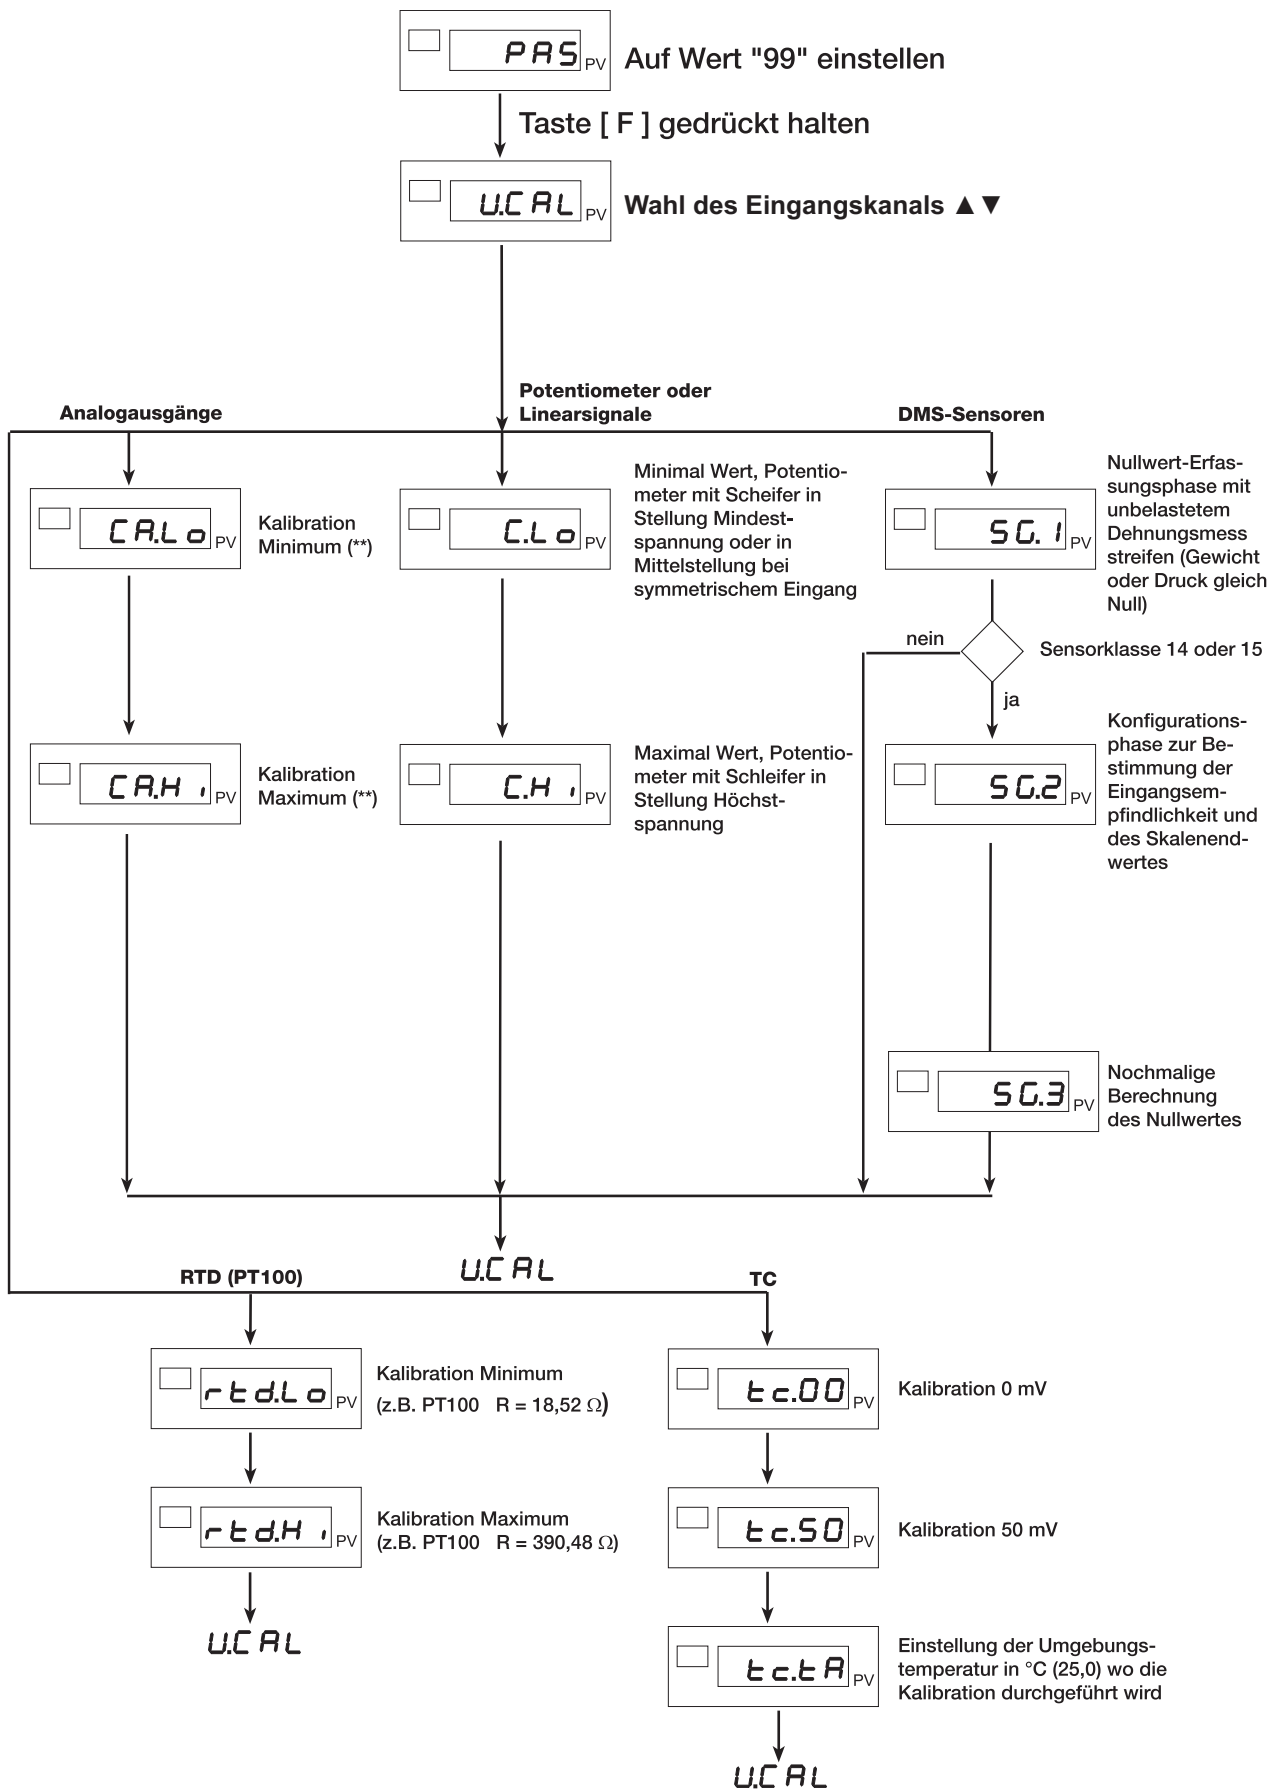 PAS PV
Auf Wert "99" einstellen
Taste [ F ] gedrückt halten
U.CAL PV
Wahl des Eingangskanals ▲▼
Analogausgänge
Potentiometer oder
Linearsignale
DMS-Sensoren
CA.Lo PV
Kalibration
Minimum (**)
C.Lo PV
Minimal Wert, Potentio-
meter mit Scheifer in
Stellung Mindest-
spannung oder in
Mittelstellung bei
symmetrischem Eingang
SG.1 PV
Nullwert-Erfas-
sungsphase mit
unbelastetem
Dehnungsmess
streifen (Gewicht
oder Druck gleich
Null)
nein
Sensorklasse 14 oder 15
ja
CA.Hi PV
Kalibration
Maximum (**)
C.Hi PV
Maximal Wert, Potentio-
meter mit Schleifer in
Stellung Höchst-
spannung
SG.2 PV
Konfigurations-
phase zur Be-
stimmung der
Eingangsem-
pfindlichkeit und
des Skalenend-
wertes
SG.3 PV
Nochmalige
Berechnung
des Nullwertes
U.CAL
RTD (PT100)
TC
rtd.Lo PV
Kalibration Minimum
(z.B. PT100 R = 18,52 Ω)
tc.00 PV
Kalibration 0 mV
rtd.Hi PV
Kalibration Maximum
(z.B. PT100 R = 390,48 Ω)
tc.50 PV
Kalibration 50 mV
U.CAL
tc.tA PV
Einstellung der Umgebungs-
temperatur in °C (25,0) wo die
Kalibration durchgeführt wird
U.CAL